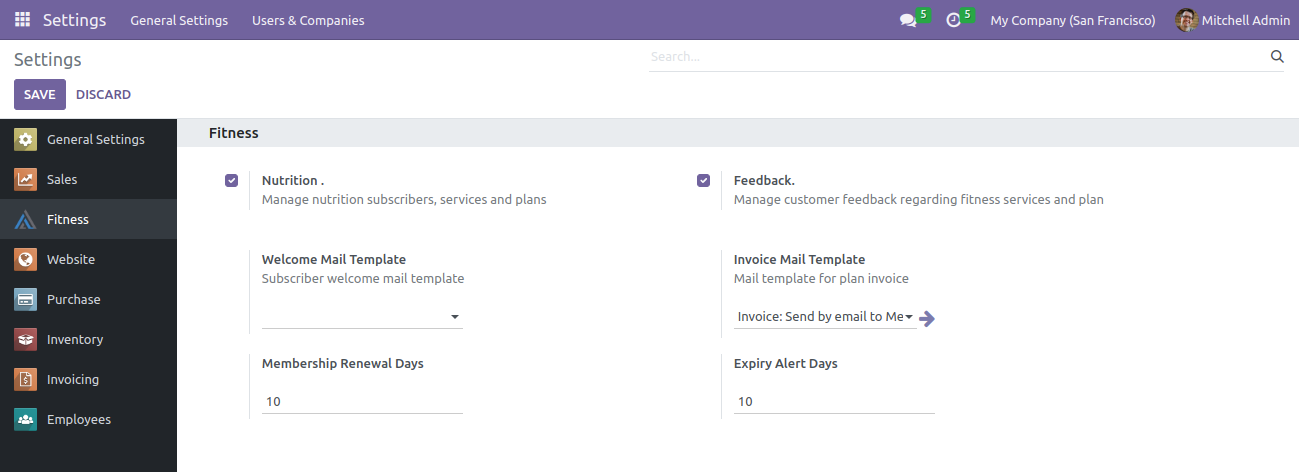 Settings General Settings Users & Companies 5 5 My Company (San Francisco) Mitchell Admin
Settings Search...
SAVE DISCARD
General Settings
Sales
Fitness
Website
Purchase
Inventory
Invoicing
Employees
Fitness
Nutrition .
Manage nutrition subscribers, services and plans
Feedback.
Manage customer feedback regarding fitness services and plan
Welcome Mail Template
Subscriber welcome mail template
Invoice Mail Template
Mail template for plan invoice
Invoice: Send by email to Me
Membership Renewal Days
10
Expiry Alert Days
10